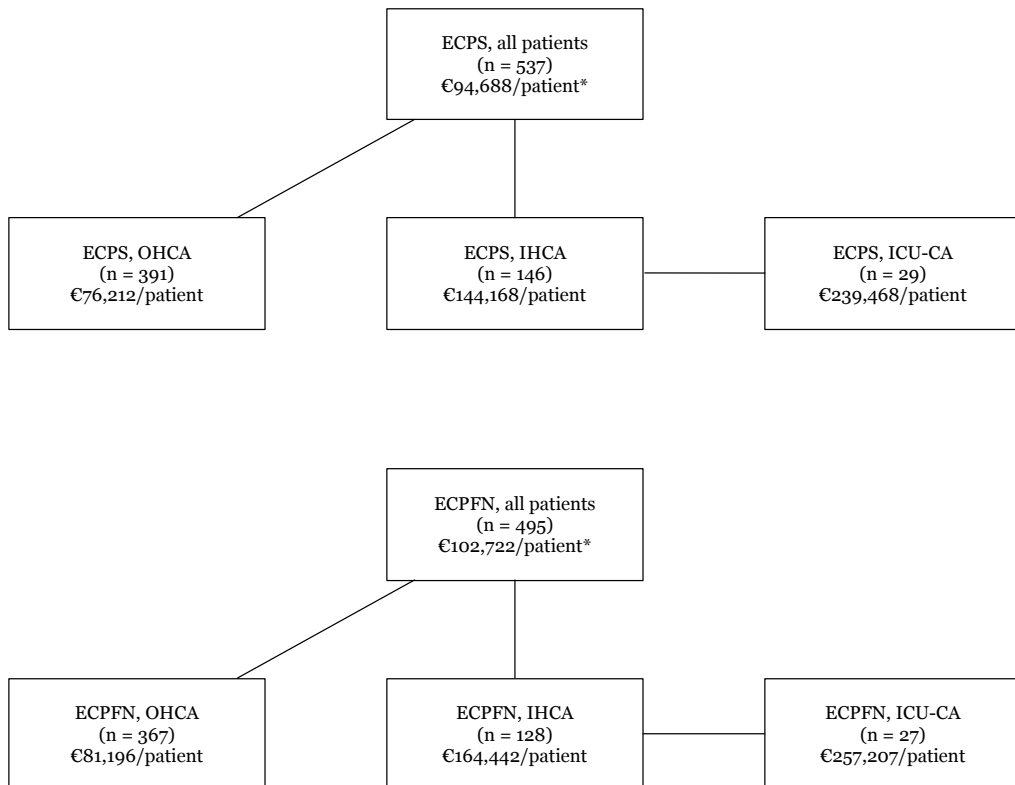 ECPS, all patients
(n = 537)
€94,688/patient*
ECPS, OHCA
(n = 391)
€76,212/patient
ECPS, IHCA
(n = 146)
€144,168/patient
ECPS, ICU-CA
(n = 29)
€239,468/patient
ECPFN, all patients
(n = 495)
€102,722/patient*
ECPFN, OHCA
(n = 367)
€81,196/patient
ECPFN, IHCA
(n = 128)
€164,442/patient
ECPFN, ICU-CA
(n = 27)
€257,207/patient